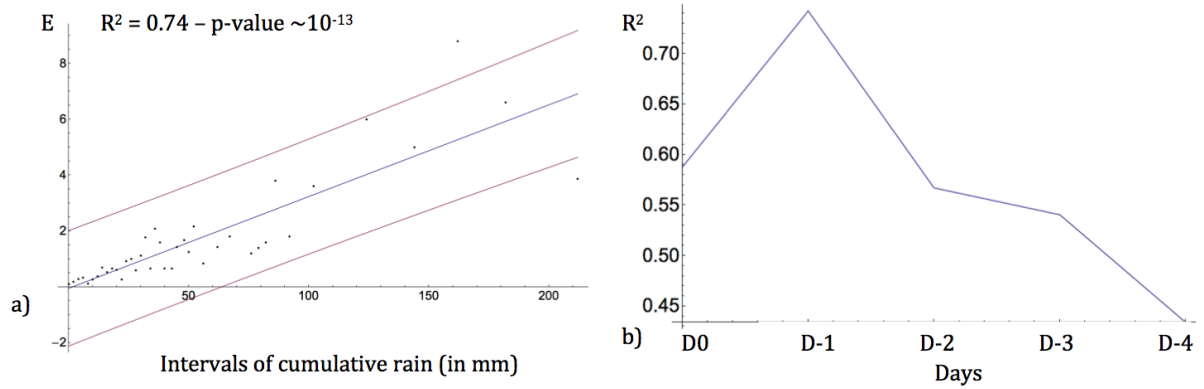 E R² = 0.74 – p-value ~10⁻¹³
8
6
4
2
50 100 150 200
−2
a)
Intervals of cumulative rain (in mm)
R²
0.70
0.65
0.60
0.55
0.50
0.45
b)
D0 D-1 D-2 D-3 D-4
Days